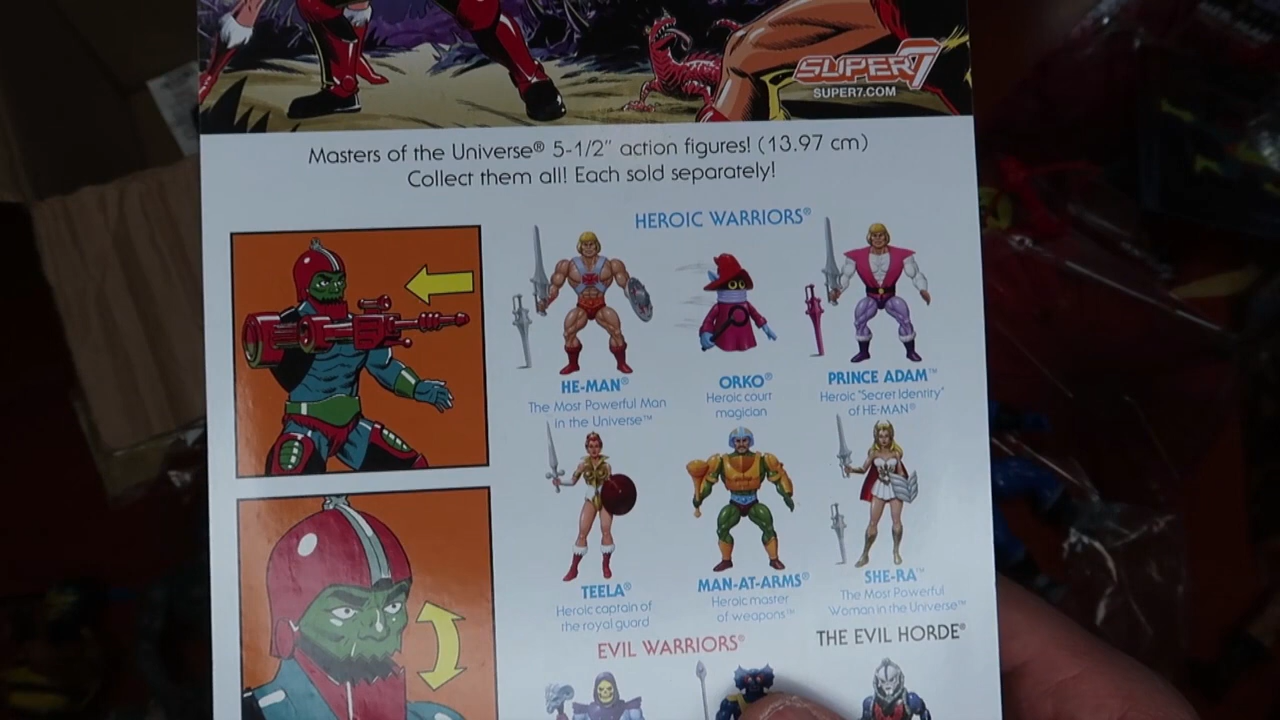 SUPER7
SUPER7.COM
Masters of the Universe® 5-1/2" action figures! (13.97 cm)
Collect them all! Each sold separately!
HEROIC WARRIORS®
HE-MAN®
The Most Powerful Man
in the Universe™
ORKO®
Heroic court
magician
PRINCE ADAM™
Heroic "Secret Identity"
of HE-MAN®
TEELA®
Heroic captain of
the royal guard
MAN-AT-ARMS®
Heroic master
of weapons™
SHE-RA™
The Most Powerful
Woman in the Universe™
EVIL WARRIORS®
THE EVIL HORDE®